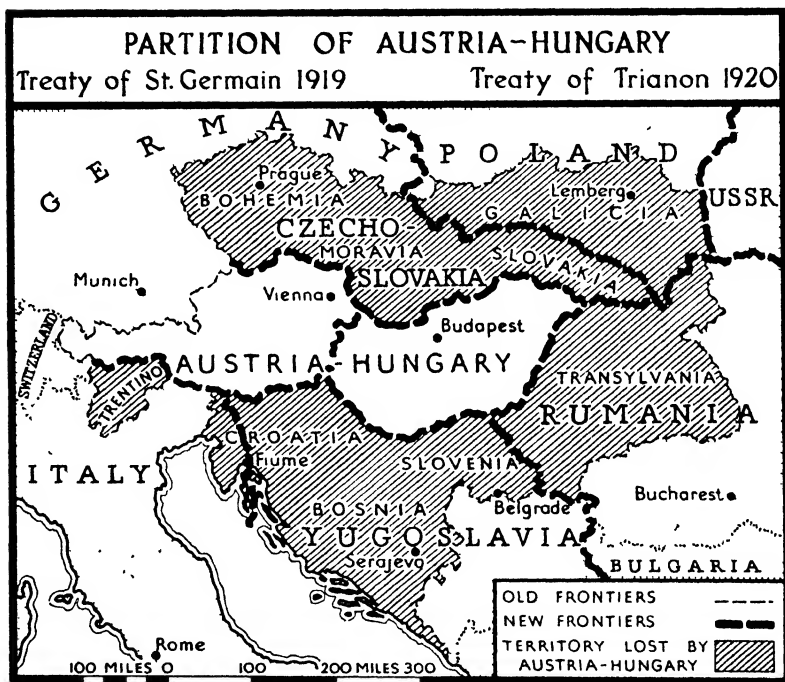 PARTITION OF AUSTRIA-HUNGARY
Treaty of St. Germain 1919 Treaty of Trianon 1920
GERMANY
POLAND
USSR
Prague
BOHEMIA
Lemberg
GALICIA
CZECHO-
MORAVIA
SLOVAKIA
SLOVAKIA
Munich
Vienna
Budapest
SWITZERLAND
AUSTRIA-HUNGARY
TRENTINO
TRANSYLVANIA
RUMANIA
CROATIA
Fiume
SLOVENIA
ITALY
BOSNIA
Belgrade
Bucharest
YUGOSLAVIA
Serajevo
BULGARIA
Rome
100 MILES 0 100 200 MILES 300
OLD FRONTIERS
NEW FRONTIERS
TERRITORY LOST BY
AUSTRIA-HUNGARY